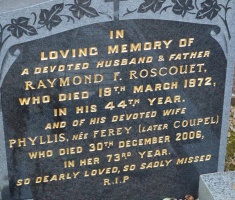 IN
LOVING MEMORY OF
A DEVOTED HUSBAND & FATHER
RAYMOND F. ROSCOUET,
WHO DIED 19TH MARCH 1972,
IN HIS 44TH YEAR.
AND OF HIS DEVOTED WIFE
PHYLLIS, NÉE FEREY (LATER COUPEL)
WHO DIED 30TH DECEMBER 2006,
IN HER 73RD YEAR.
SO DEARLY LOVED, SO SADLY MISSED
R.I.P